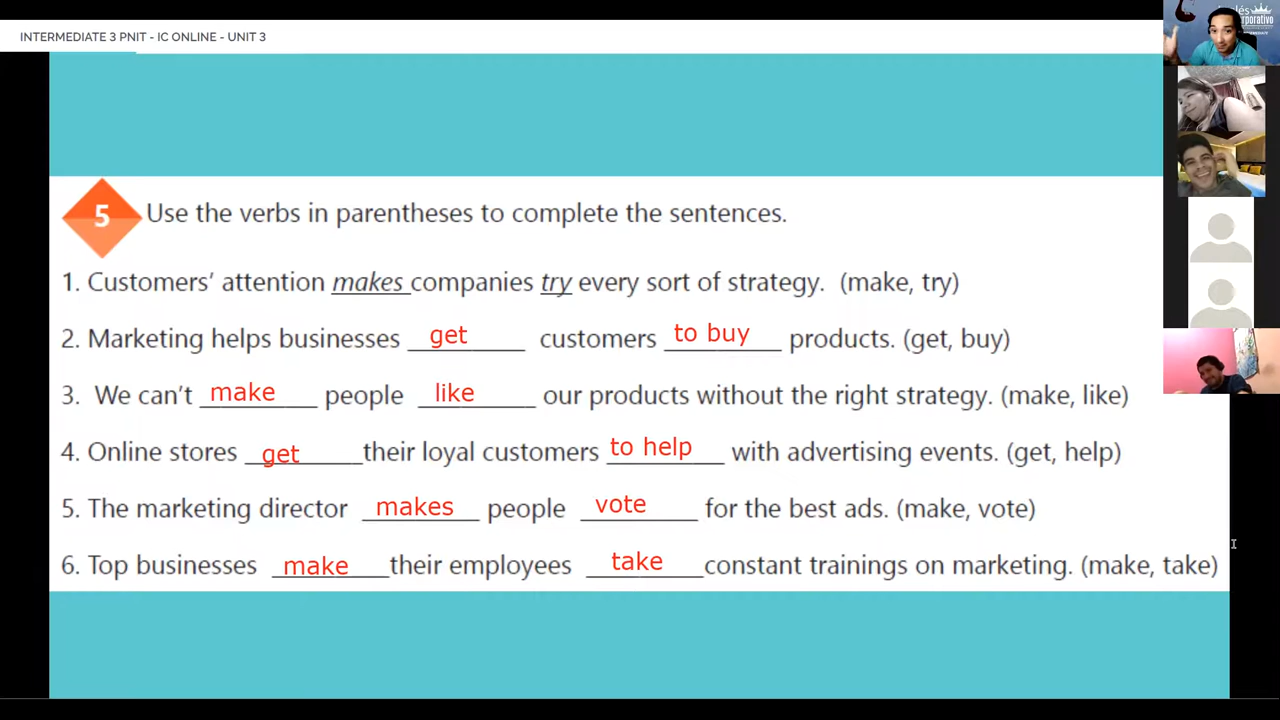 INTERMEDIATE 3 PNIT - IC ONLINE - UNIT 3
5 Use the verbs in parentheses to complete the sentences.
1. Customers’ attention makes companies try every sort of strategy. (make, try)
2. Marketing helps businesses get customers to buy products. (get, buy)
3. We can’t make people like our products without the right strategy. (make, like)
4. Online stores get their loyal customers to help with advertising events. (get, help)
5. The marketing director makes people vote for the best ads. (make, vote)
6. Top businesses make their employees take constant trainings on marketing. (make, take)